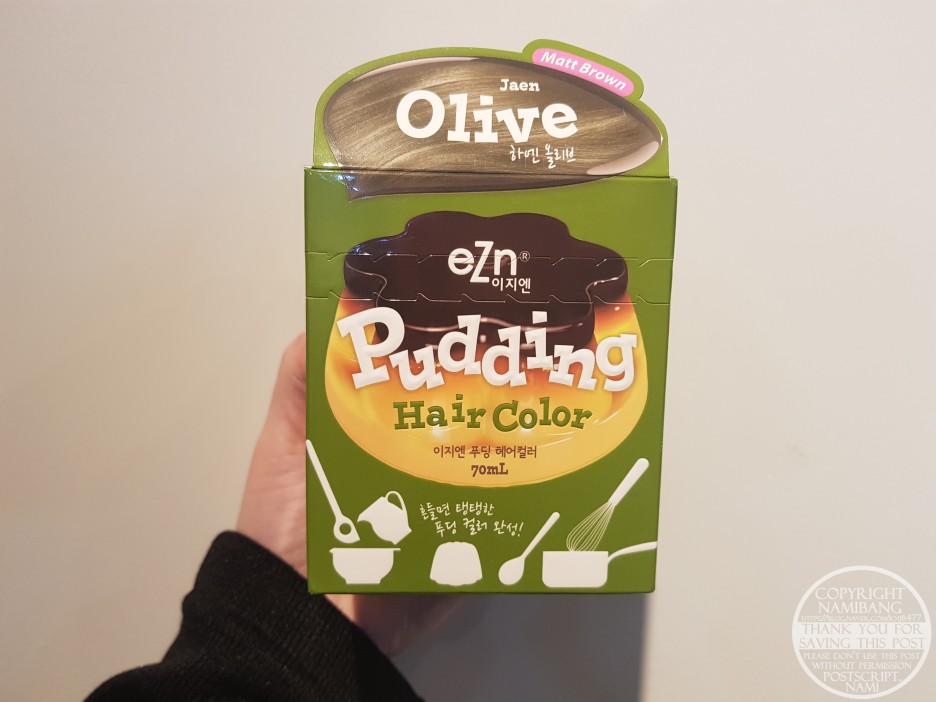 Matt Brown
Jaen
Olive
하엔 올리브
eZn®
이지엔
Pudding
Hair Color
이지엔 푸딩 헤어컬러
70mL
흔들면 탱탱한
푸딩 컬러 완성!
COPYRIGHT
NAMIBANG
THANK YOU FOR
SAVING THIS POST
PLEASE DON'T USE THIS POST
WITHOUT PERMISSION
POSTSCRIPT,
NAMI